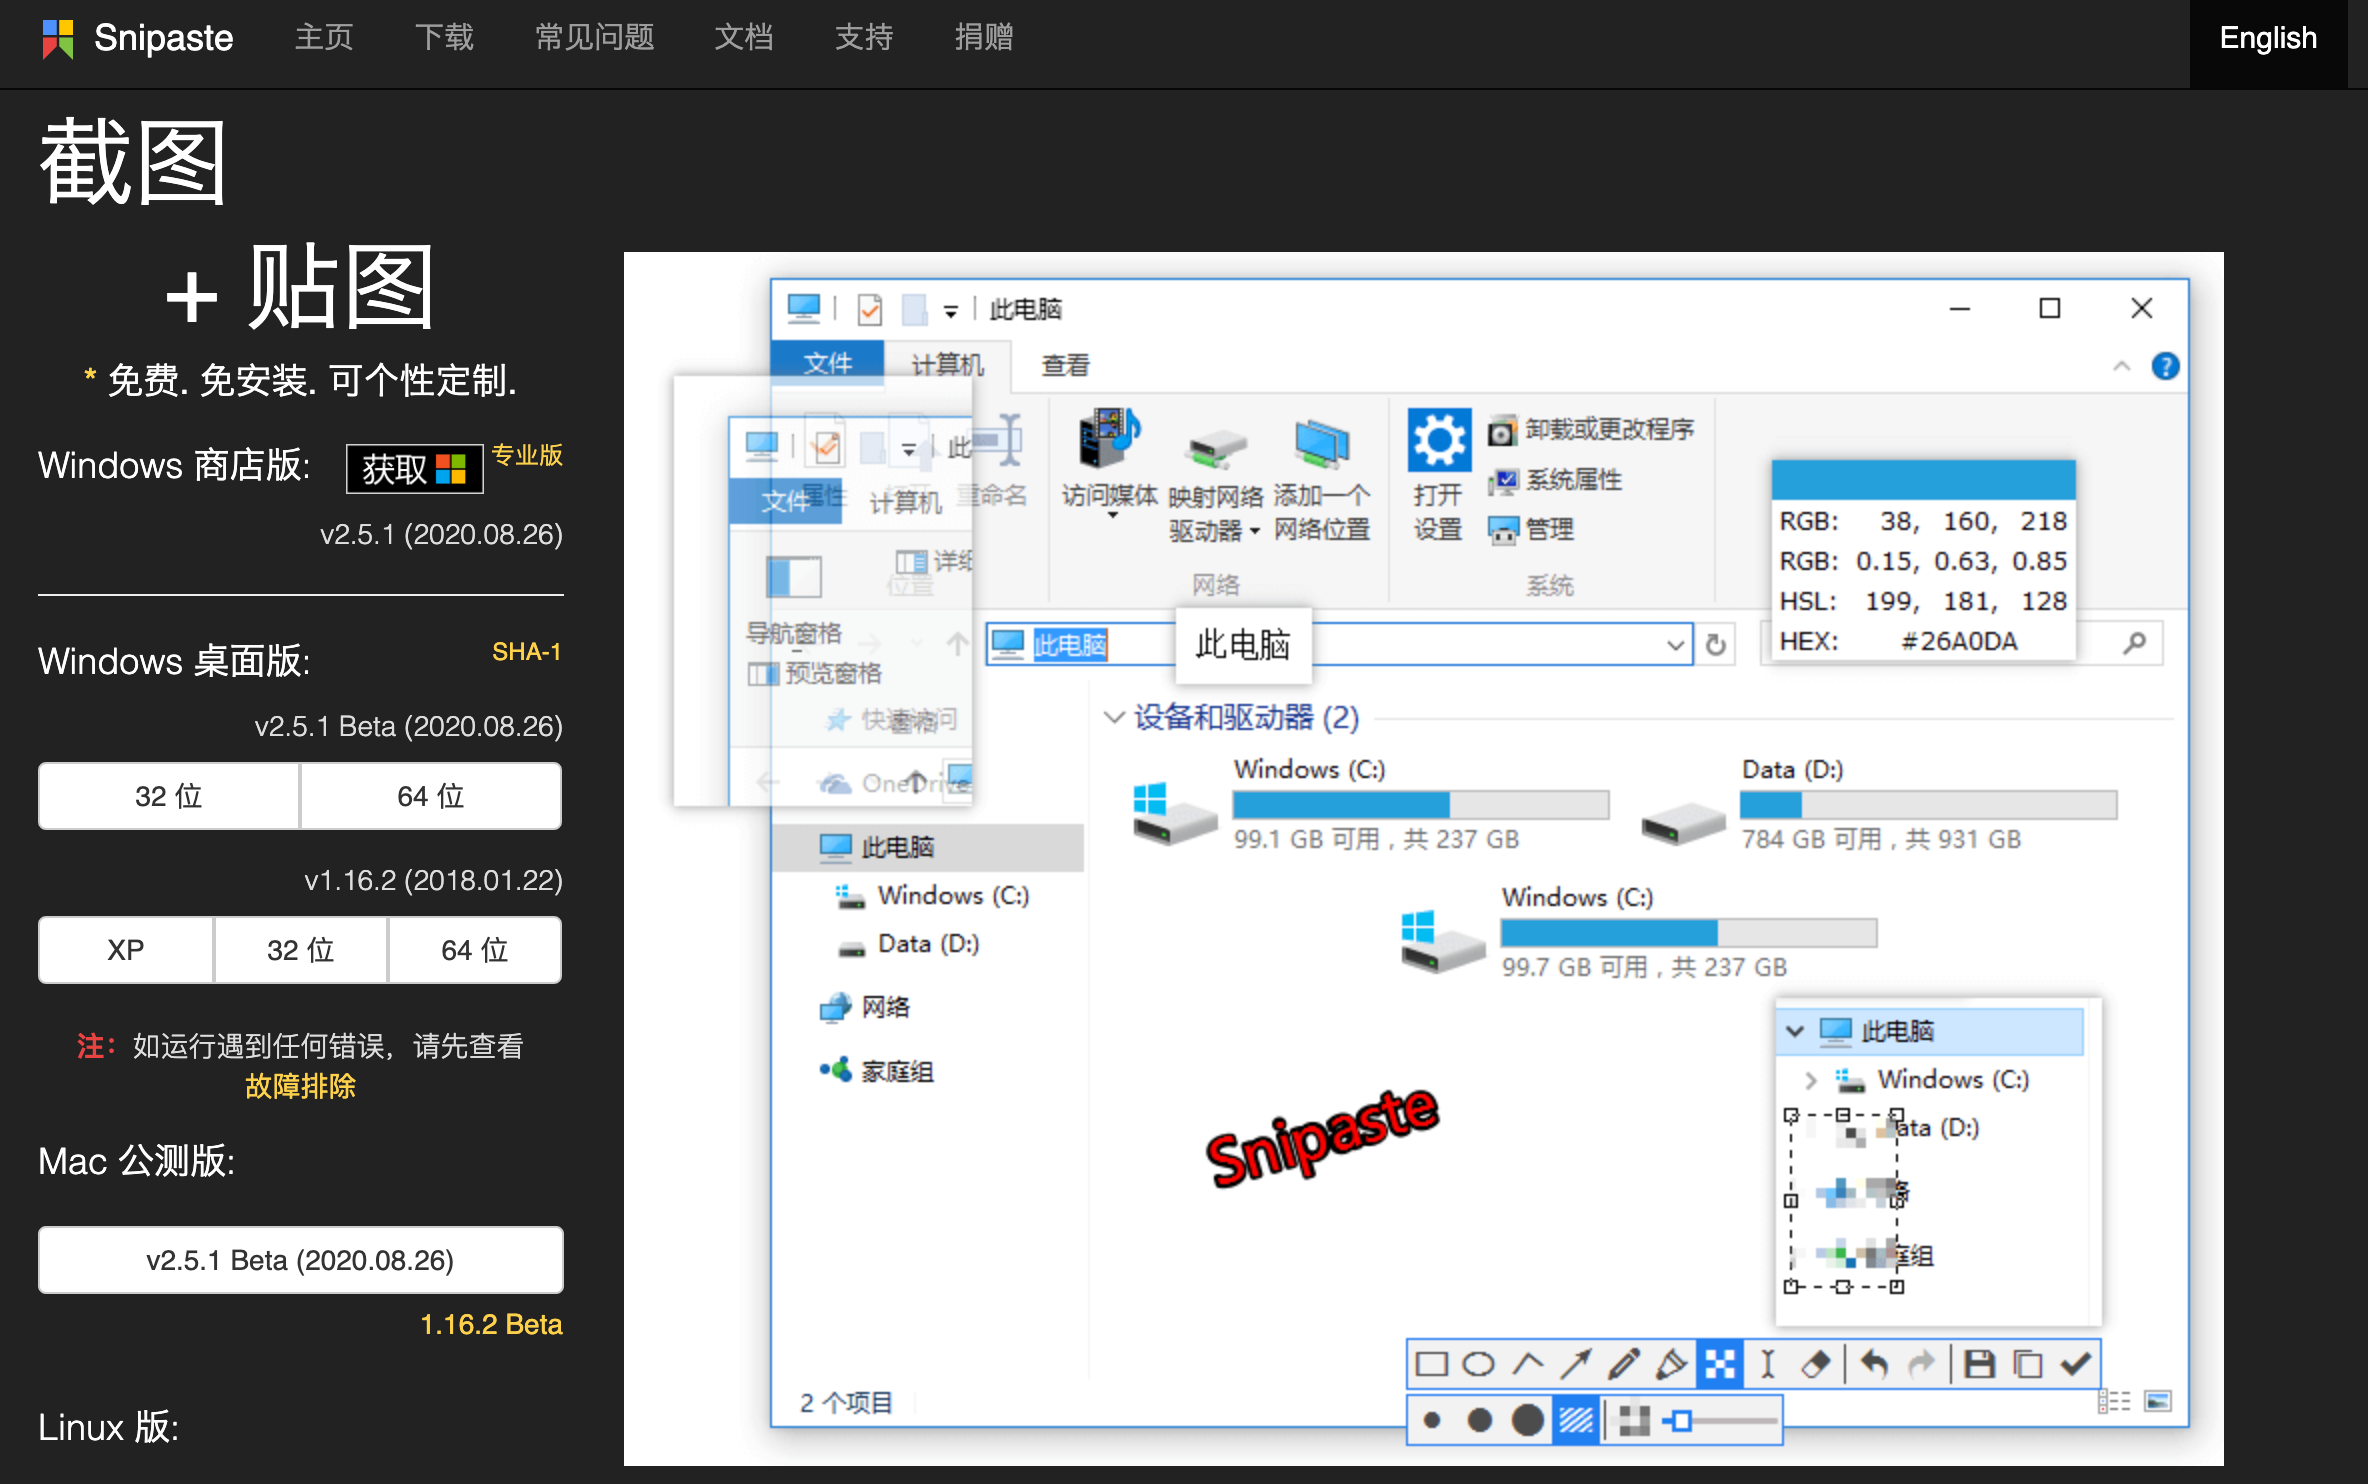 Snipaste 主页 下载 常见问题 文档 支持 捐赠 English
截图
+ 贴图
* 免费. 免安装. 可个性定制.
Windows 商店版: 获取 专业版
v2.5.1 (2020.08.26)
Windows 桌面版: SHA-1
v2.5.1 Beta (2020.08.26)
32 位 64 位
v1.16.2 (2018.01.22)
XP 32 位 64 位
注：如运行遇到任何错误，请先查看
故障排除
Mac 公测版:
v2.5.1 Beta (2020.08.26)
1.16.2 Beta
Linux 版:
此电脑
文件 计算机 查看
此
文件 计算机
属性 打开 重命名
位置
详细
导航窗格
预览窗格
窗格
快速访问
OneDrive
访问媒体 映射网络驱动器 添加一个网络位置
网络
打开设置
卸载或更改程序
系统属性
管理
系统
RGB: 38, 160, 218
RGB: 0.15, 0.63, 0.85
HSL: 199, 181, 128
HEX: #26A0DA
此电脑 此电脑
此电脑
Windows (C:)
Data (D:)
网络
家庭组
设备和驱动器 (2)
Windows (C:)
99.1 GB 可用，共 237 GB
Data (D:)
784 GB 可用，共 931 GB
Windows (C:)
99.7 GB 可用，共 237 GB
Snipaste
此电脑
Windows (C:)
ata (D:)
庭组
2 个项目